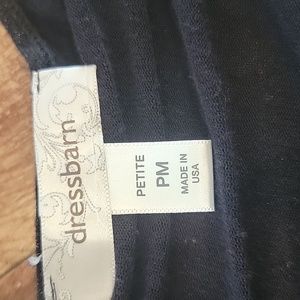 dressbarn
PETITE
PM
MADE IN
USA